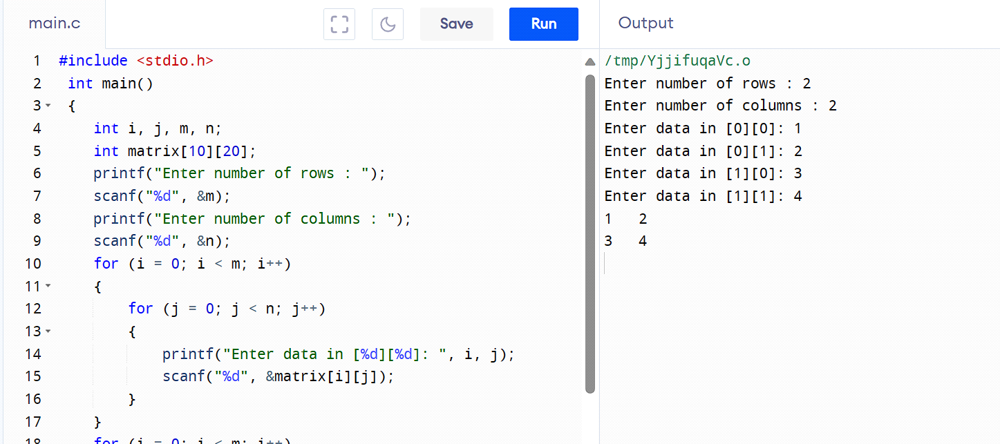 main.c
Save
Run
Output
1 #include <stdio.h>
2 int main()
3 {
4 int i, j, m, n;
5 int matrix[10][20];
6 printf("Enter number of rows : ");
7 scanf("%d", &m);
8 printf("Enter number of columns : ");
9 scanf("%d", &n);
10 for (i = 0; i < m; i++)
11 {
12 for (j = 0; j < n; j++)
13 {
14 printf("Enter data in [%d][%d]: ", i, j);
15 scanf("%d", &matrix[i][j]);
16 }
17 }
18 for (i = 0; i < m; i++)
/tmp/YjjifuqaVc.o
Enter number of rows : 2
Enter number of columns : 2
Enter data in [0][0]: 1
Enter data in [0][1]: 2
Enter data in [1][0]: 3
Enter data in [1][1]: 4
1 2
3 4